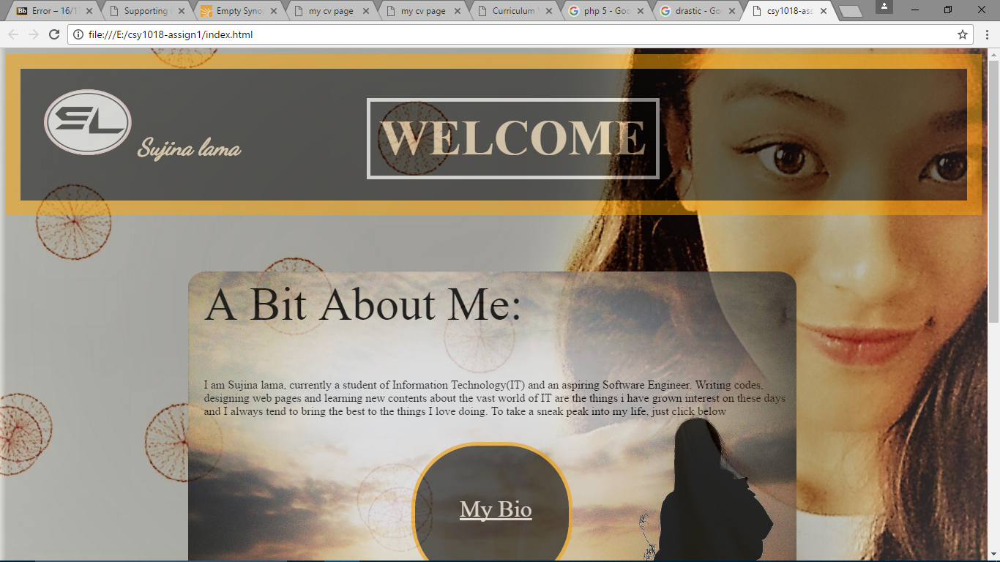 Error – 16/1
Supporting
Empty Syno
my cv page
my cv page
Curriculum
php 5 - Goo
drastic - Go
csy1018-ass
file:///E:/csy1018-assign1/index.html
SL
Sujina lama
WELCOME
A Bit About Me:
I am Sujina lama, currently a student of Information Technology(IT) and an aspiring Software Engineer. Writing codes,
designing web pages and learning new contents about the vast world of IT are the things i have grown interest on these days
and I always tend to bring the best to the things I love doing. To take a sneak peak into my life, just click below
My Bio